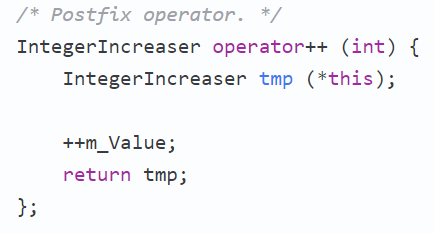 /* Postfix operator. */
IntegerIncreaser operator++ (int) {
    IntegerIncreaser tmp (*this);

    ++m_Value;
    return tmp;
};